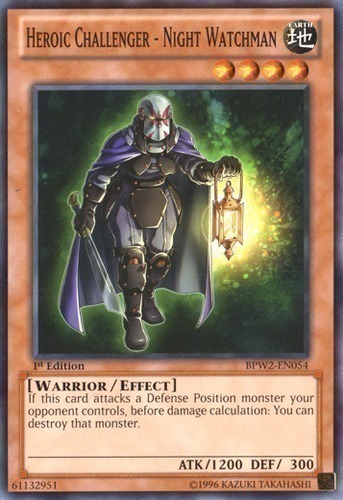 HEROIC CHALLENGER - NIGHT WATCHMAN
EARTH
地
1st Edition
BPW2-EN054
[WARRIOR/EFFECT]
If this card attacks a Defense Position monster your
opponent controls, before damage calculation: You can
destroy that monster.
ATK/1200 DEF/ 300
61132951
©1996 KAZUKI TAKAHASHI